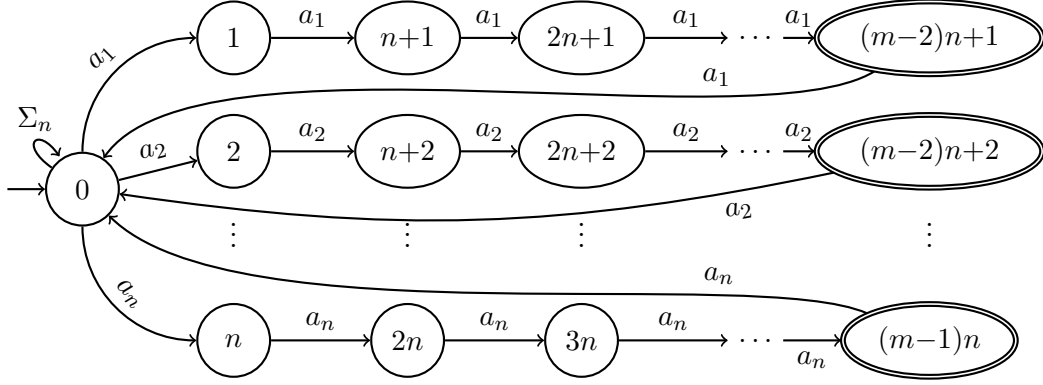 a₁ a₁ a₁ a₁ a₁
1 n+1 2n+1 ⋯ (m−2)n+1
a₁
Σₙ
a₂ a₂ a₂ a₂ a₂
2 n+2 2n+2 ⋯ (m−2)n+2
0
a₂
⋮ ⋮ ⋮ ⋮
aₙ
aₙ aₙ aₙ aₙ
n 2n 3n ⋯ (m−1)n
aₙ